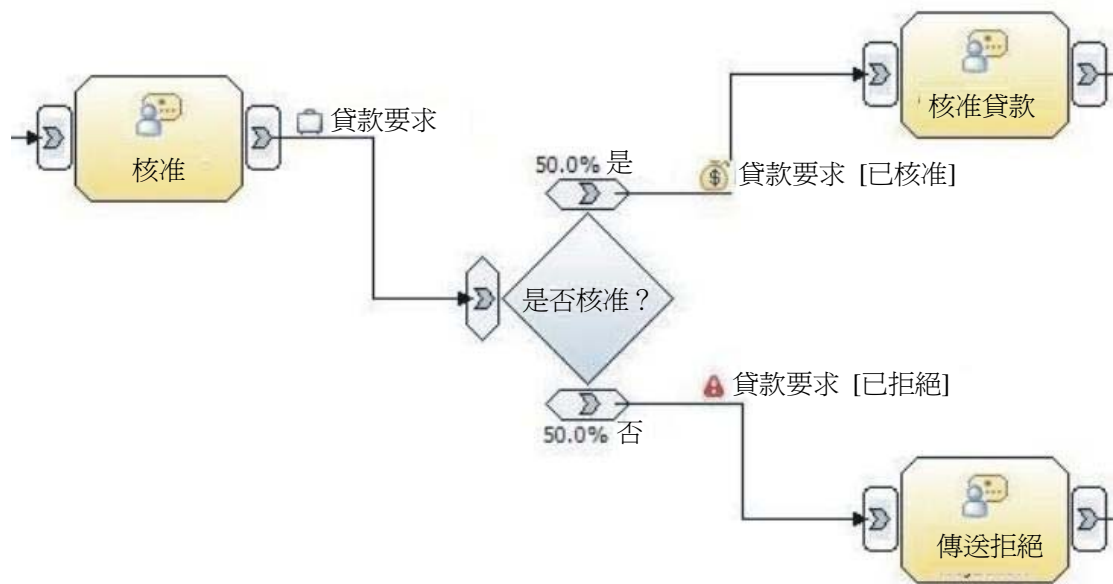 核准
貸款要求
50.0% 是
貸款要求 [已核准]
核准貸款
是否核准？
貸款要求 [已拒絕]
50.0% 否
傳送拒絕